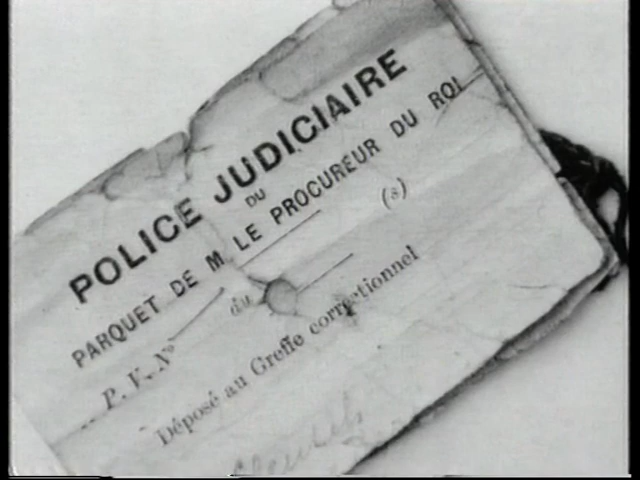 POLICE JUDICIAIRE
DU
PARQUET DE M. LE PROCUREUR DU ROI
(s)
P. V. N° du
Déposé au Greffe correctionnel